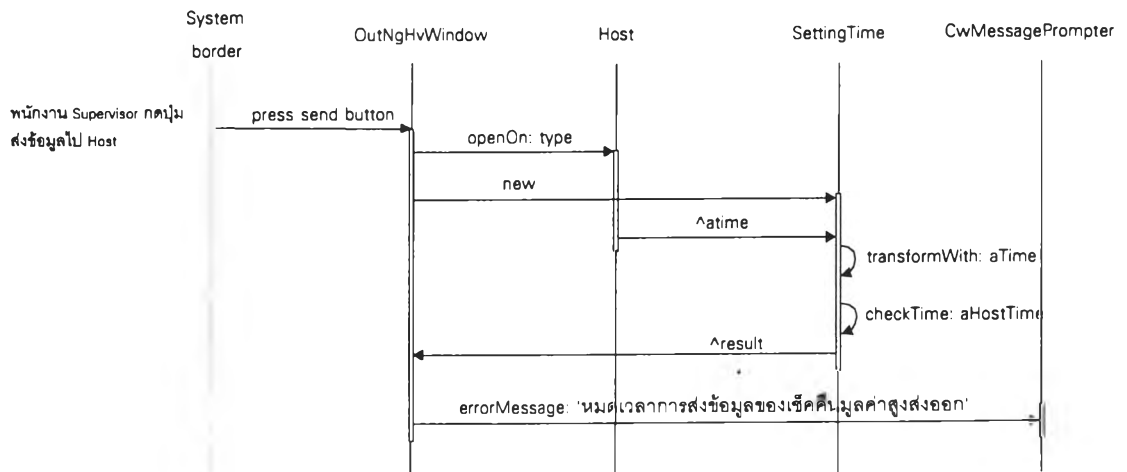 System
border
OutNgHvWindow
Host
SettingTime
CwMessagePrompter
พนักงาน Supervisor กดปุ่ม
ส่งข้อมูลไป Host
press send button
openOn: type
new
^atime
transformWith: aTime
checkTime: aHostTime
^result
errorMessage: 'หมดเวลาการส่งข้อมูลของเช็คคืนมูลค่าสูงส่งออก'